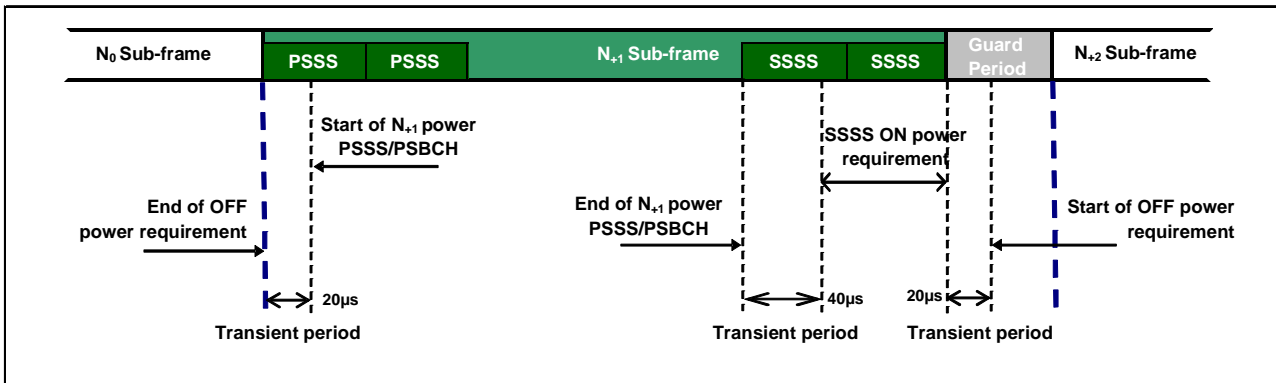 N₀ Sub-frame
PSSS
PSSS
N₊₁ Sub-frame
SSSS
SSSS
Guard
Period
N₊₂ Sub-frame
Start of N₊₁ power
PSSS/PSBCH
SSSS ON power
requirement
End of OFF
power requirement
End of N₊₁ power
PSSS/PSBCH
Start of OFF power
requirement
20µs
40µs
20µs
Transient period
Transient period
Transient period